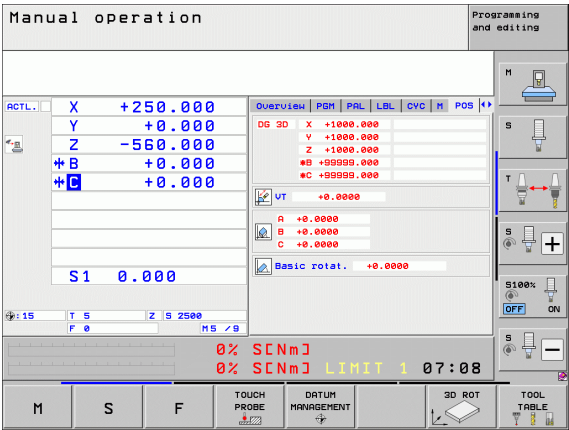 Manual operation
Programming
and editing
ACTL. X +250.000
Y +0.000
Z -560.000
B +0.000
C +0.000
S1 0.000
:15 T 5 Z S 2500
F 0 M5 /9
Overview PGM PAL LBL CYC M POS
DG 3D X +1000.000
Y +1000.000
Z +1000.000
*B +99999.000
*C +99999.000
VT +0.0000
A +0.0000
B +0.0000
C +0.0000
Basic rotat. +0.0000
0% S[Nm]
0% S[Nm] LIMIT 1 07:08
M
S
T
S
+
S100%
OFF ON
S
-
M
S
F
TOUCH
PROBE
DATUM
MANAGEMENT
3D ROT
TOOL
TABLE